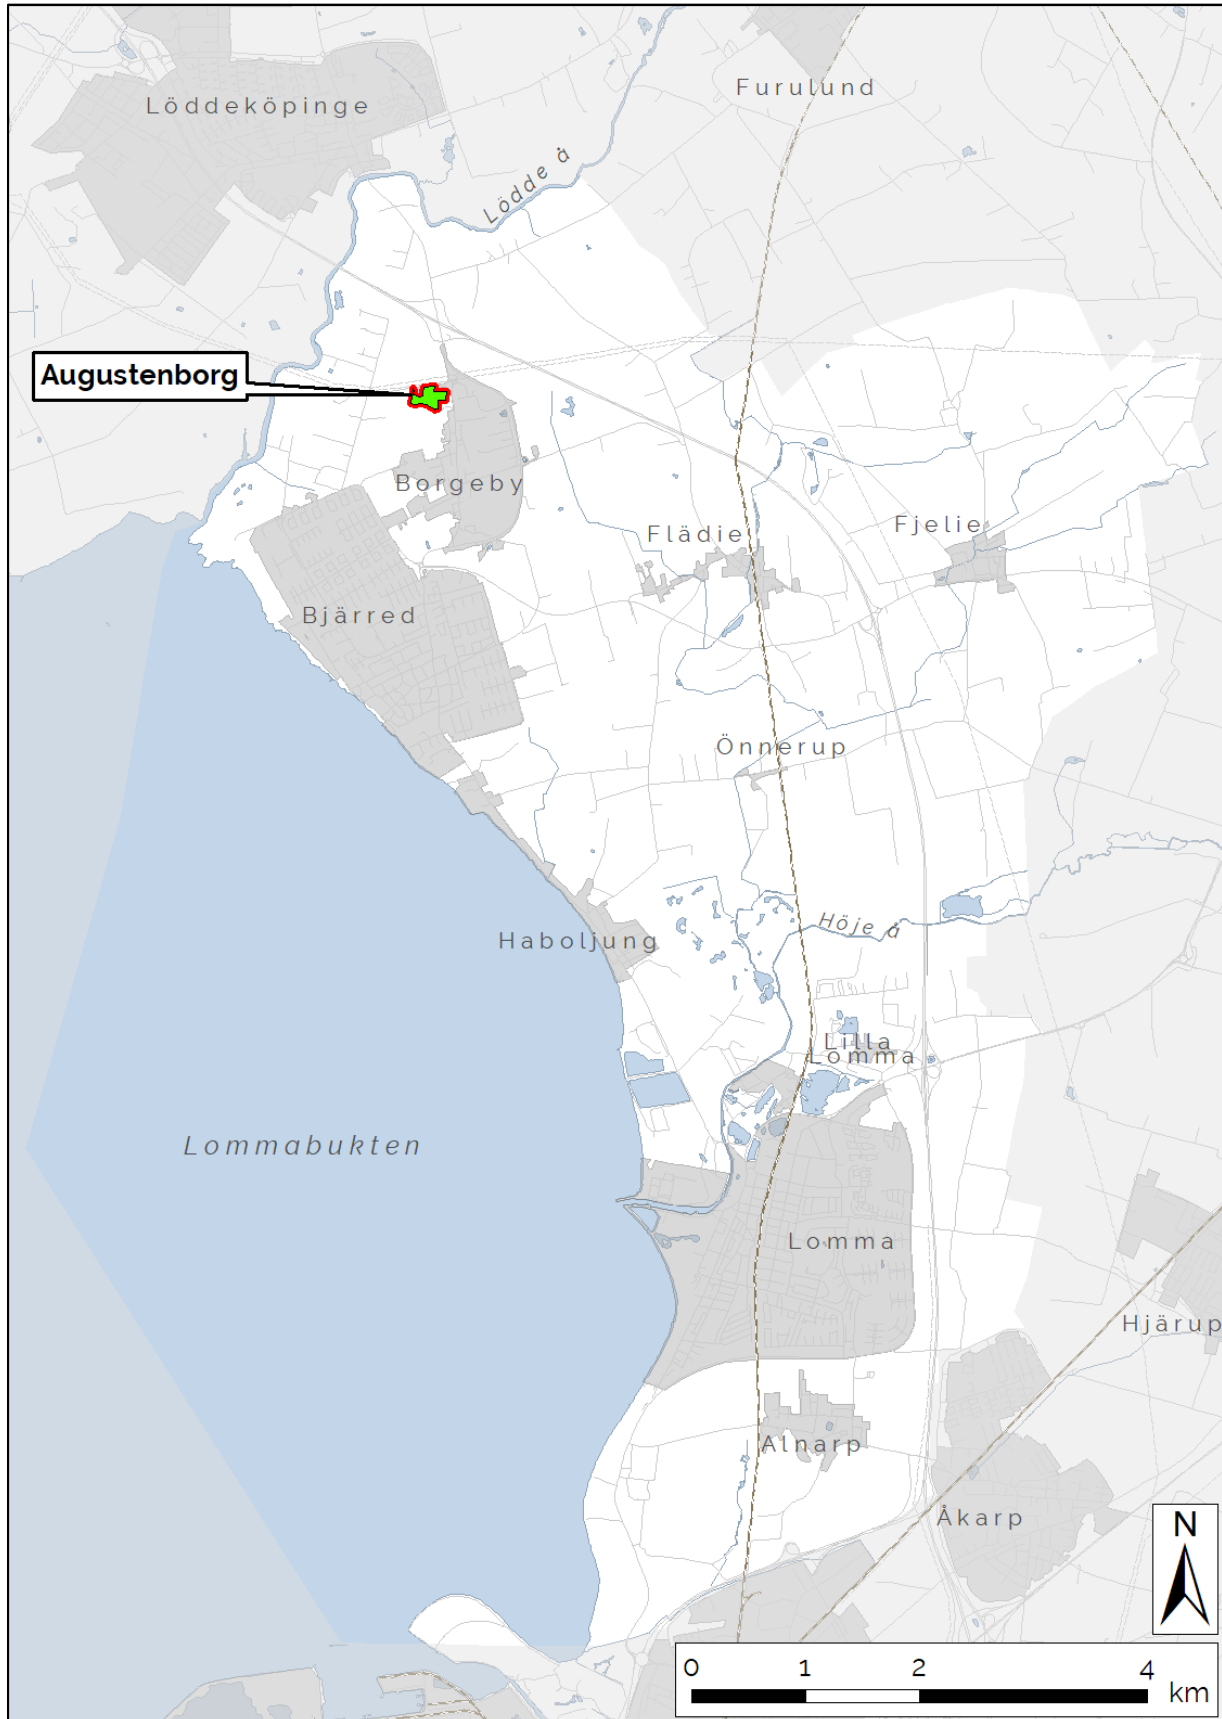 Furulund
Löddeköpinge
Lödde å
Augustenborg
Borgeby
Fjelie
Flädie
Bjärred
Önnerup
Höje å
Haboljung
Lilla
Lomma
Lommabukten
Lomma
Hjärup
Alnarp
Åkarp
N
0 1 2 4
km